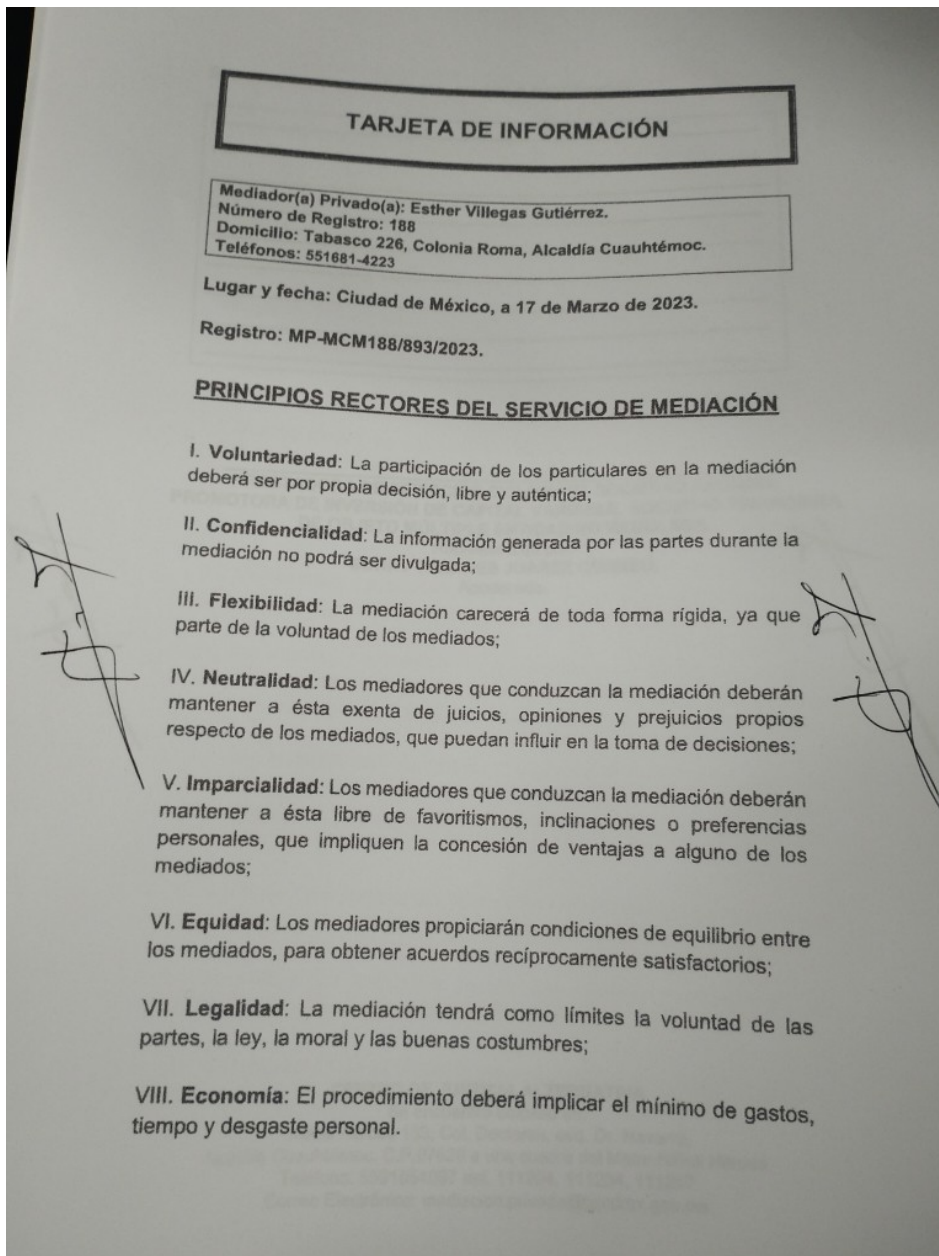 TARJETA DE INFORMACIÓN
Mediador(a) Privado(a): Esther Villegas Gutiérrez.
Número de Registro: 188
Domicilio: Tabasco 226, Colonia Roma, Alcaldía Cuauhtémoc.
Teléfonos: 551681-4223
Lugar y fecha: Ciudad de México, a 17 de Marzo de 2023.
Registro: MP-MCM188/893/2023.
PRINCIPIOS RECTORES DEL SERVICIO DE MEDIACIÓN
I. Voluntariedad: La participación de los particulares en la mediación
deberá ser por propia decisión, libre y auténtica;
II. Confidencialidad: La información generada por las partes durante la
mediación no podrá ser divulgada;
III. Flexibilidad: La mediación carecerá de toda forma rígida, ya que
parte de la voluntad de los mediados;
IV. Neutralidad: Los mediadores que conduzcan la mediación deberán
mantener a ésta exenta de juicios, opiniones y prejuicios propios
respecto de los mediados, que puedan influir en la toma de decisiones;
V. Imparcialidad: Los mediadores que conduzcan la mediación deberán
mantener a ésta libre de favoritismos, inclinaciones o preferencias
personales, que impliquen la concesión de ventajas a alguno de los
mediados;
VI. Equidad: Los mediadores propiciarán condiciones de equilibrio entre
los mediados, para obtener acuerdos recíprocamente satisfactorios;
VII. Legalidad: La mediación tendrá como límites la voluntad de las
partes, la ley, la moral y las buenas costumbres;
VIII. Economía: El procedimiento deberá implicar el mínimo de gastos,
tiempo y desgaste personal.